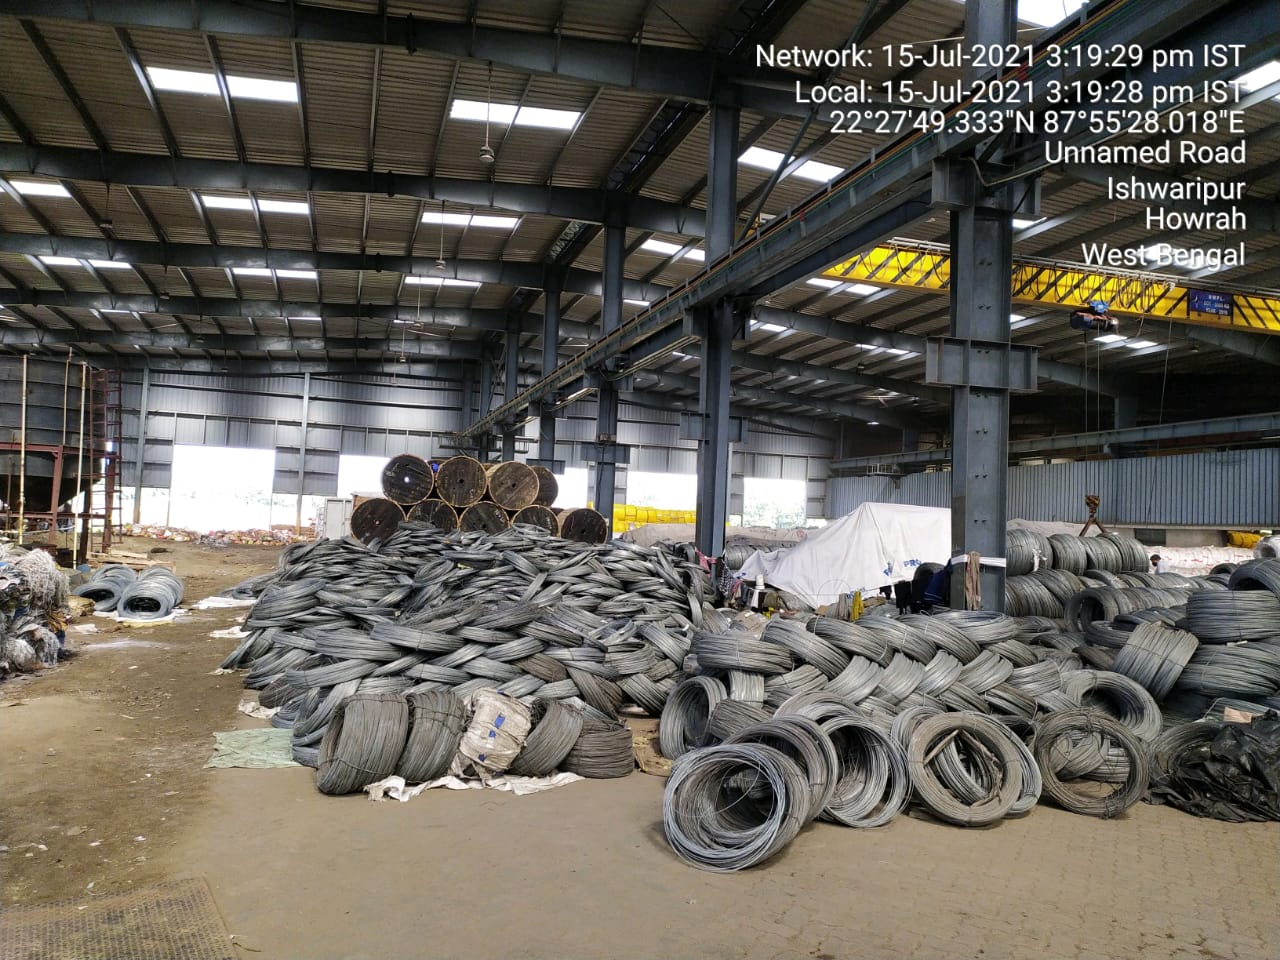 Network: 15-Jul-2021 3:19:29 pm IST
Local: 15-Jul-2021 3:19:28 pm IST
22°27'49.333"N 87°55'28.018"E
Unnamed Road
Ishwaripur
Howrah
West Bengal